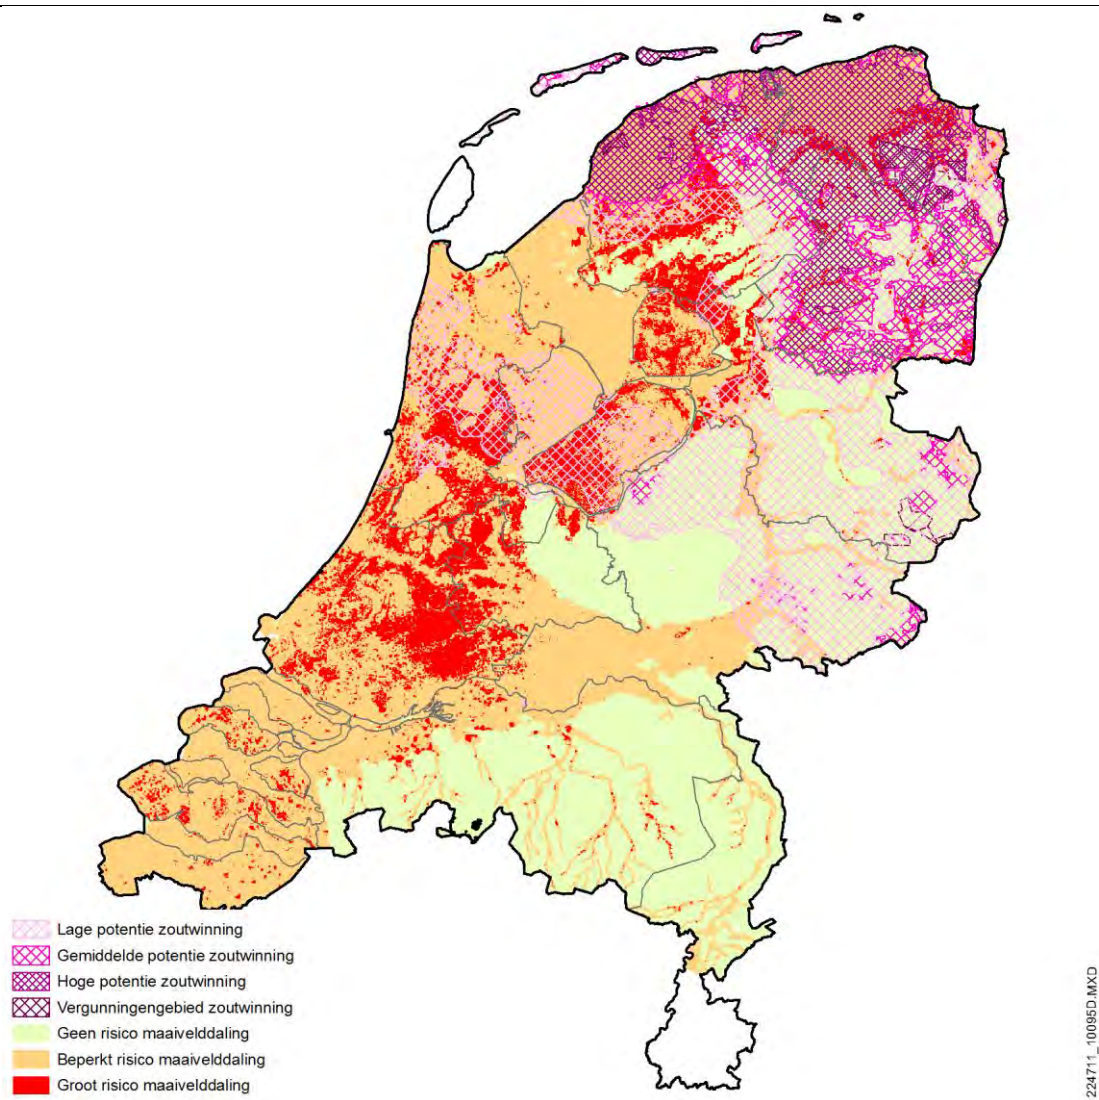 Lage potentie zoutwinning
Gemiddelde potentie zoutwinning
Hoge potentie zoutwinning
Vergunningengebied zoutwinning
Geen risico maaivelddaling
Beperkt risico maaivelddaling
Groot risico maaivelddaling
224711_10095D.MXD